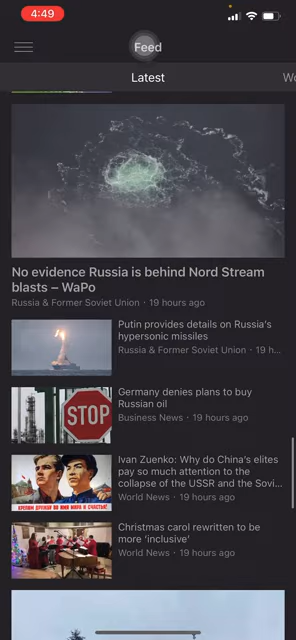 4:49
Feed
Latest
No evidence Russia is behind Nord Stream
blasts – WaPo
Russia & Former Soviet Union · 19 hours ago
Putin provides details on Russia's
hypersonic missiles
Russia & Former Soviet Union · 19 h...
STOP
Germany denies plans to buy
Russian oil
Business News · 19 hours ago
Ivan Zuenko: Why do China's elites
pay so much attention to the
collapse of the USSR and the Sovi...
World News · 19 hours ago
Christmas carol rewritten to be
more 'inclusive'
World News · 19 hours ago